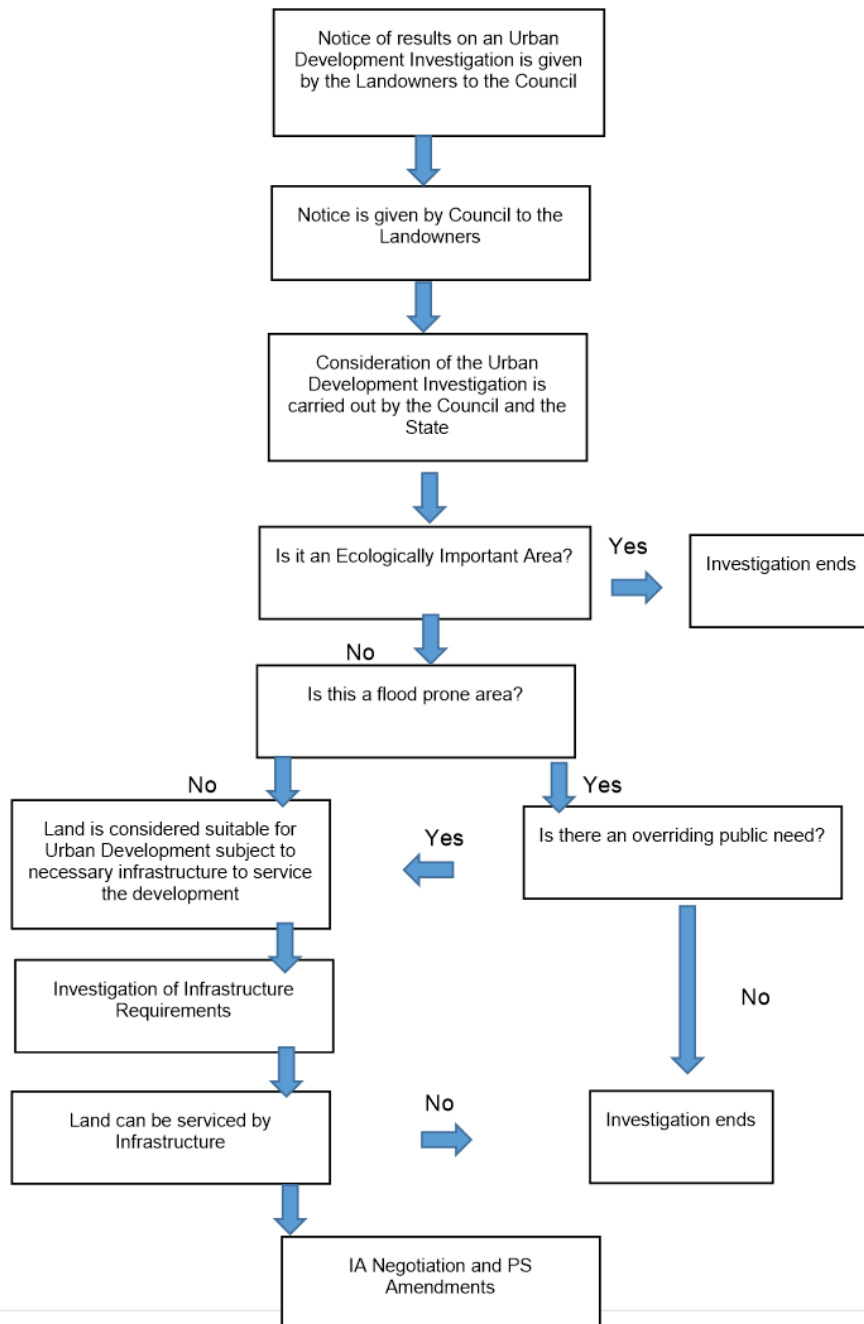 Notice of results on an Urban
Development Investigation is given
by the Landowners to the Council
Notice is given by Council to the
Landowners
Consideration of the Urban
Development Investigation is
carried out by the Council and the
State
Is it an Ecologically Important Area?
Yes
Investigation ends
No
Is this a flood prone area?
No
Yes
Land is considered suitable for
Urban Development subject to
necessary infrastructure to service
the development
Yes
Is there an overriding public need?
Investigation of Infrastructure
Requirements
No
Land can be serviced by
Infrastructure
No
Investigation ends
IA Negotiation and PS
Amendments